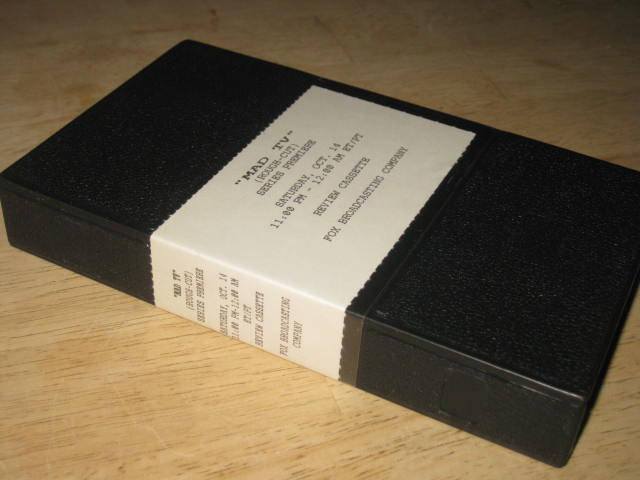 "MAD TV"
(ROUGH-CUT)
SERIES PREMIERE
SATURDAY, OCT. 14
11:00 PM - 12:00 AM ET/PT
REVIEW CASSETTE
FOX BROADCASTING COMPANY
"MAD TV"
(ROUGH-CUT)
SERIES PREMIERE
SATURDAY, OCT. 14
11:00 PM-12:00 AM
ET/PT
REVIEW CASSETTE
FOX BROADCASTING
COMPANY